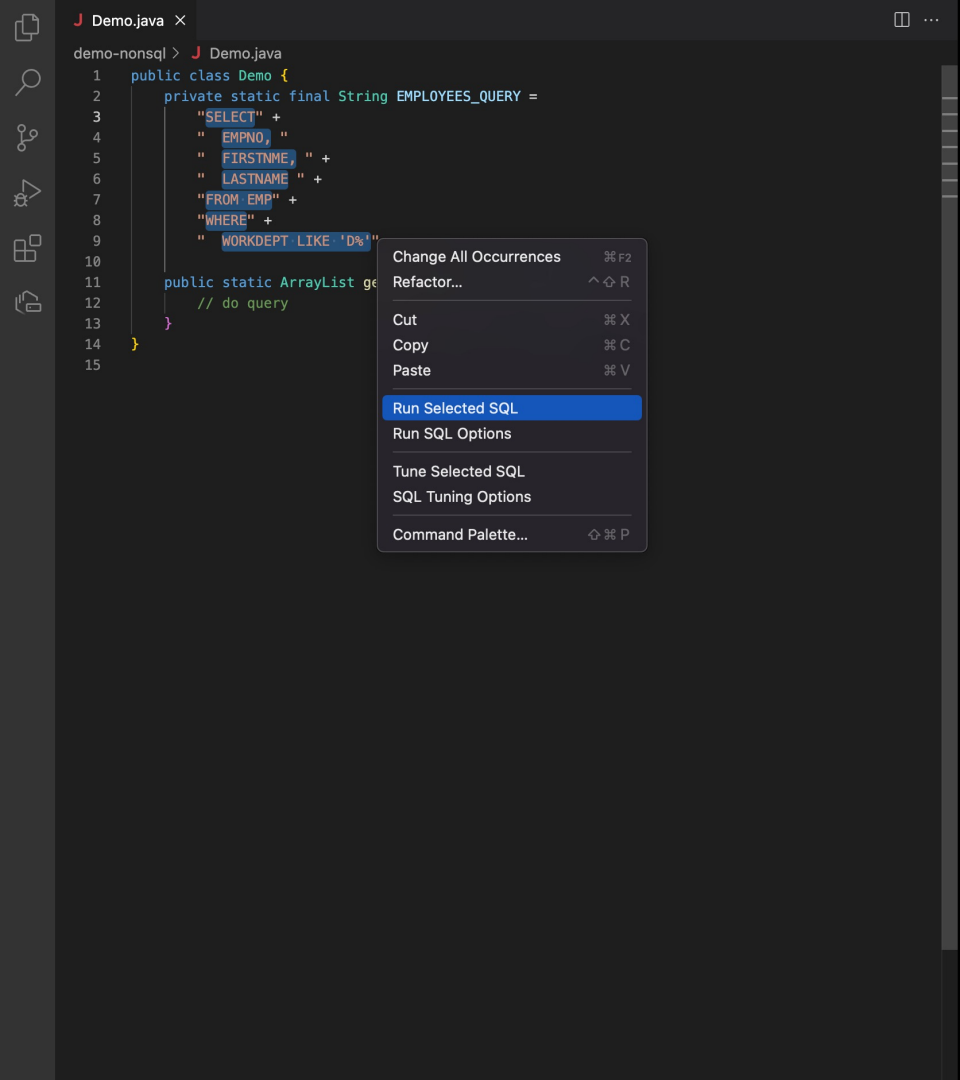 J Demo.java ×
demo-nonsql > J Demo.java
1 public class Demo {
2 private static final String EMPLOYEES_QUERY =
3 "SELECT" +
4 "  EMPNO, "
5 "  FIRSTNME, " +
6 "  LASTNAME " +
7 "FROM EMP" +
8 "WHERE" +
9 "  WORKDEPT LIKE 'D%'"
10
11 public static ArrayList ge
12 // do query
13 }
14 }
15
Change All Occurrences ⌘F2
Refactor... ^⇧R
Cut ⌘X
Copy ⌘C
Paste ⌘V
Run Selected SQL
Run SQL Options
Tune Selected SQL
SQL Tuning Options
Command Palette... ⇧⌘P